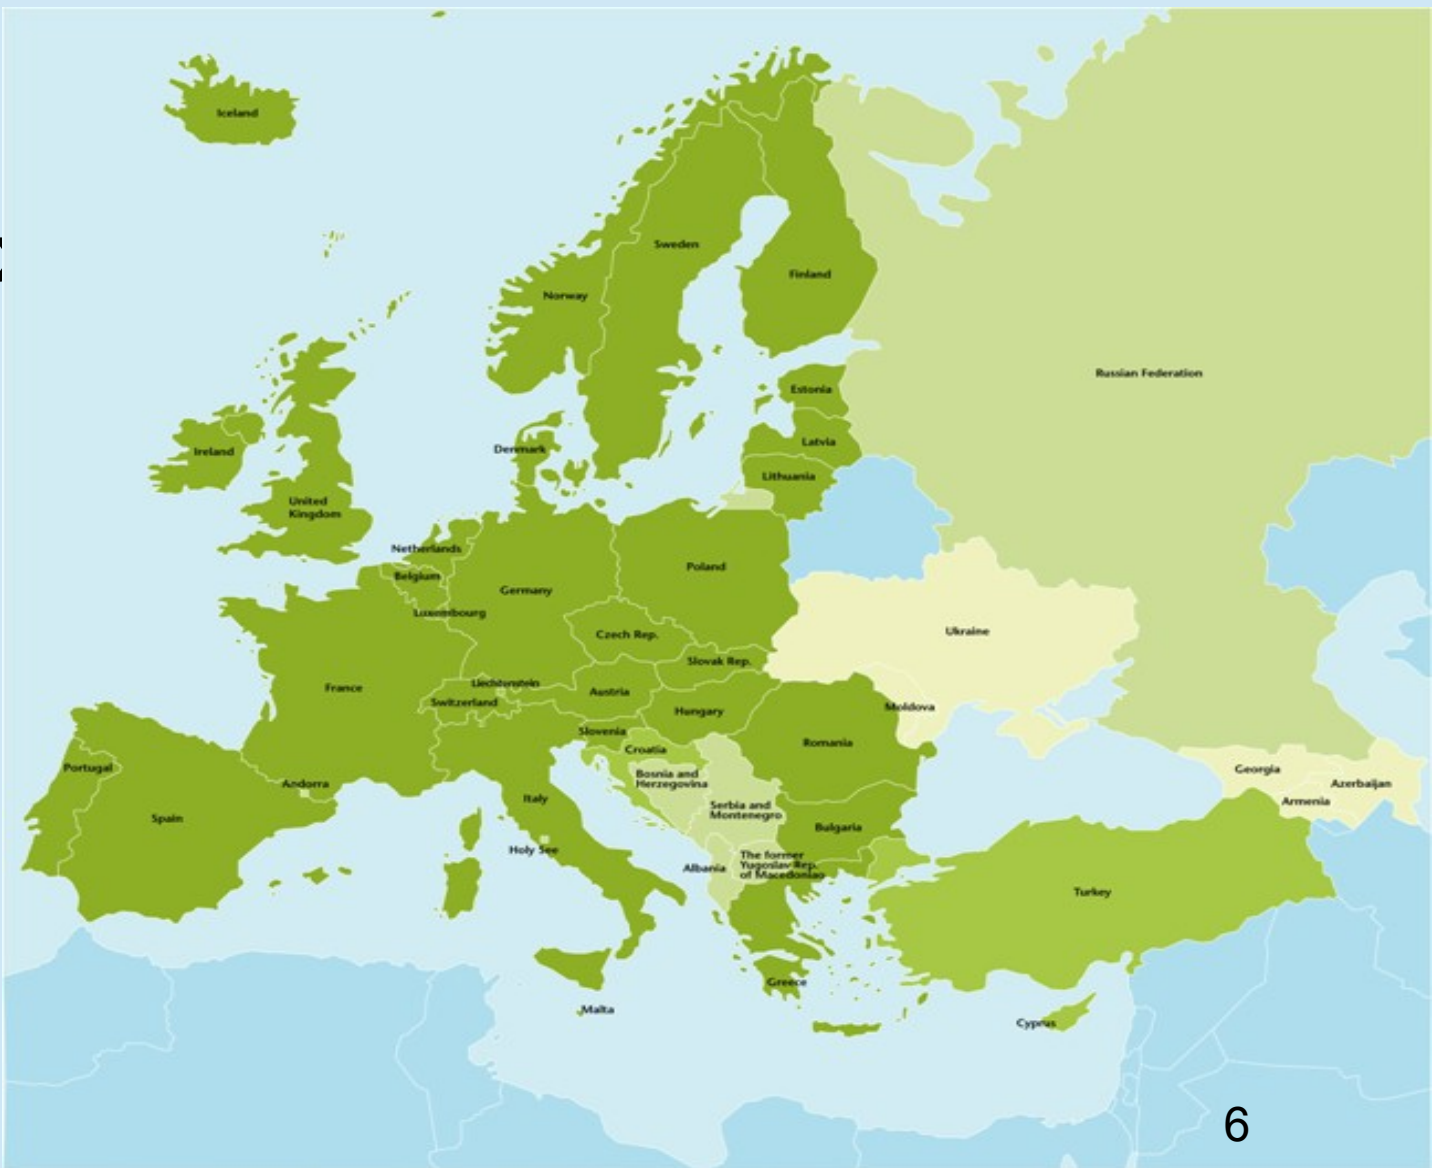 Iceland
Sweden
Finland
Norway
Russian Federation
Estonia
Latvia
Denmark
Ireland
Lithuania
United
Kingdom
Netherlands
Poland
Belgium
Germany
Luxembourg
Ukraine
Czech Rep.
Slovak Rep.
Liechtenstein
France
Austria
Switzerland
Moldova
Hungary
Slovenia
Romania
Croatia
Portugal
Georgia
Bosnia and
Herzegovina
Andorra
Azerbaijan
Italy
Armenia
Serbia and
Montenegro
Spain
Bulgaria
Holy See
The former
Yugoslav Rep.
of Macedoniao
Albania
Turkey
Greece
Malta
Cyprus
6